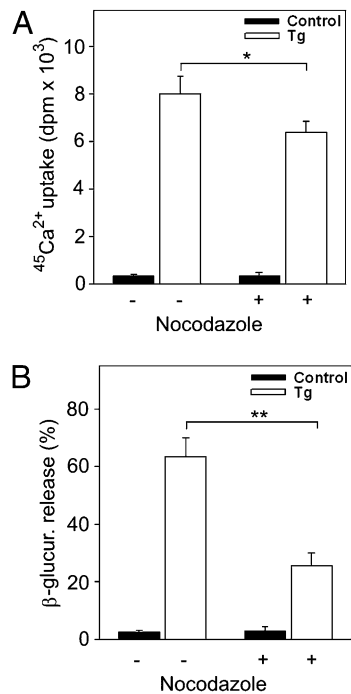 A
Control
Tg
*
⁴⁵Ca²⁺ uptake (dpm x 10³)
10
8
6
4
2
0
- - + +
Nocodazole
B
Control
Tg
**
β-glucur. release (%)
80
60
40
20
0
- - + +
Nocodazole